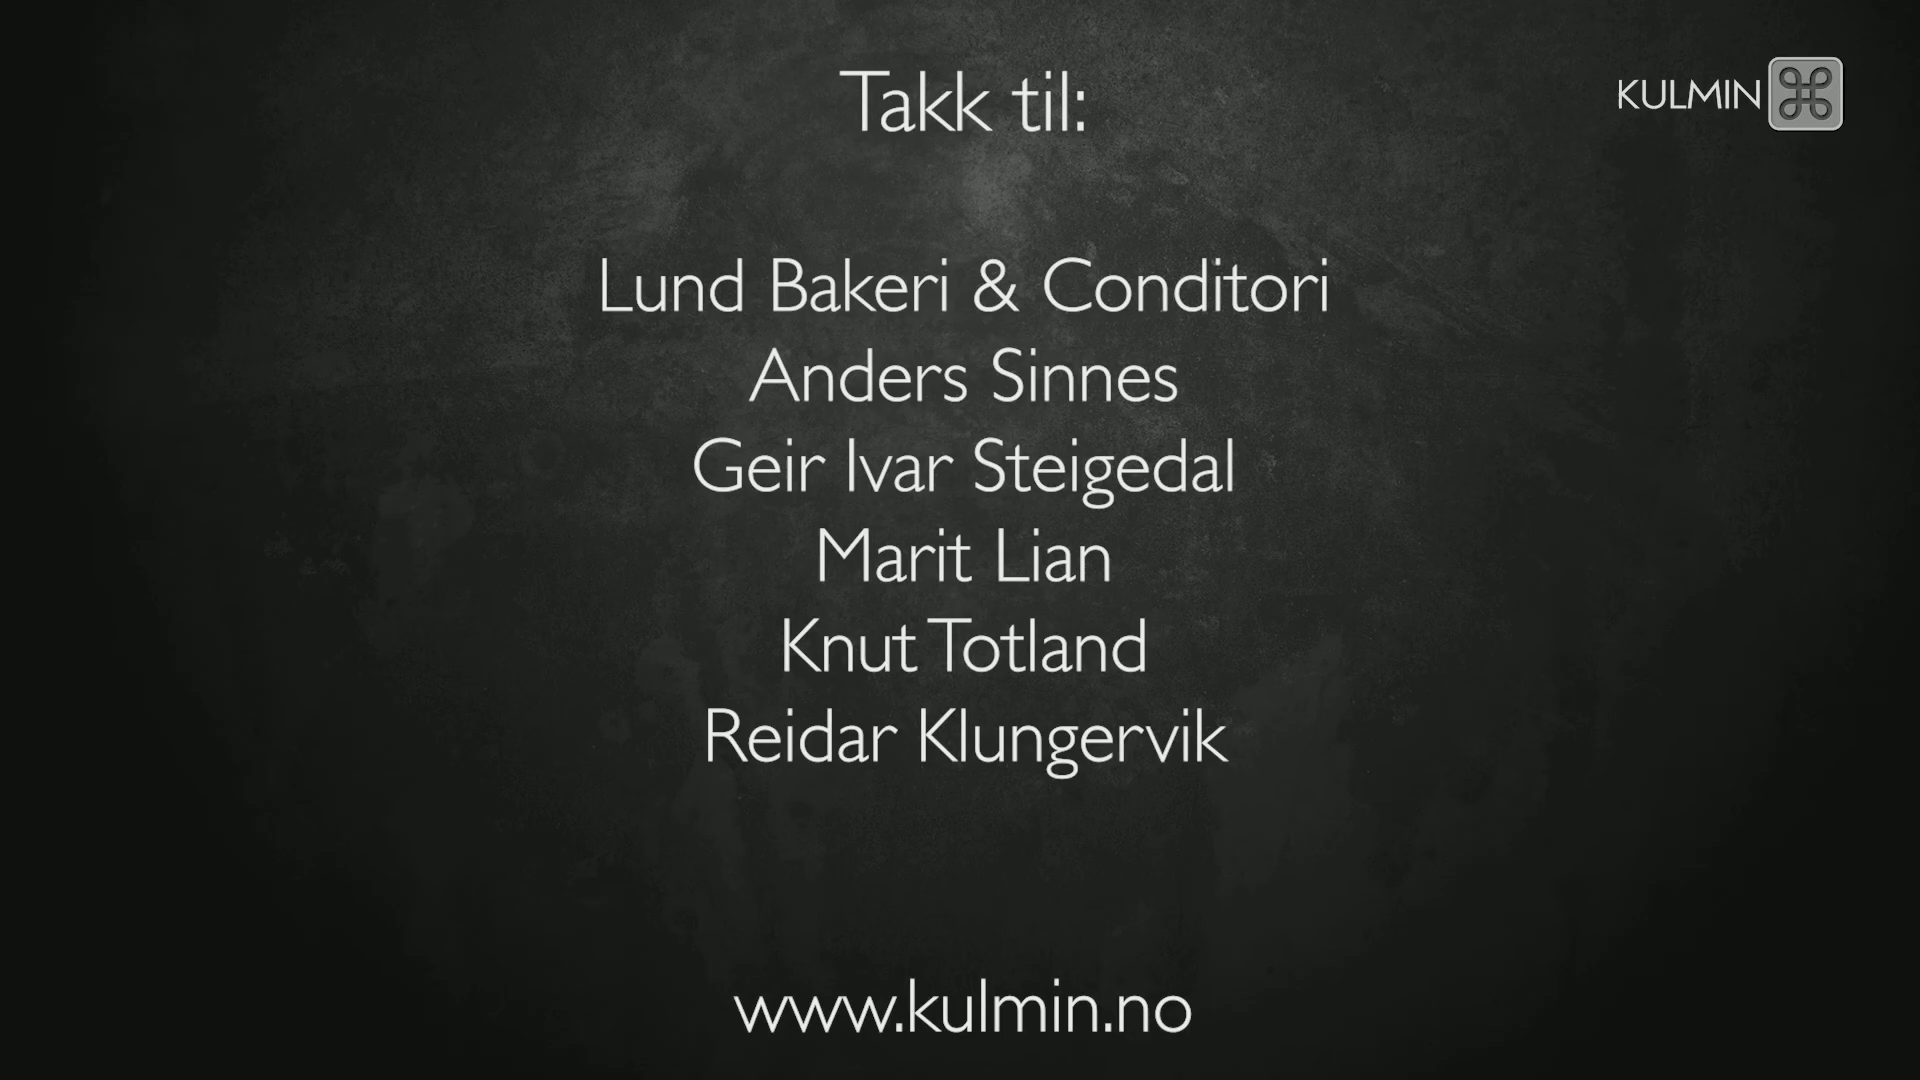 Takk til:
KULMIN
Lund Bakeri & Conditori
Anders Sinnes
Geir Ivar Steigedal
Marit Lian
Knut Totland
Reidar Klungervik
www.kulmin.no